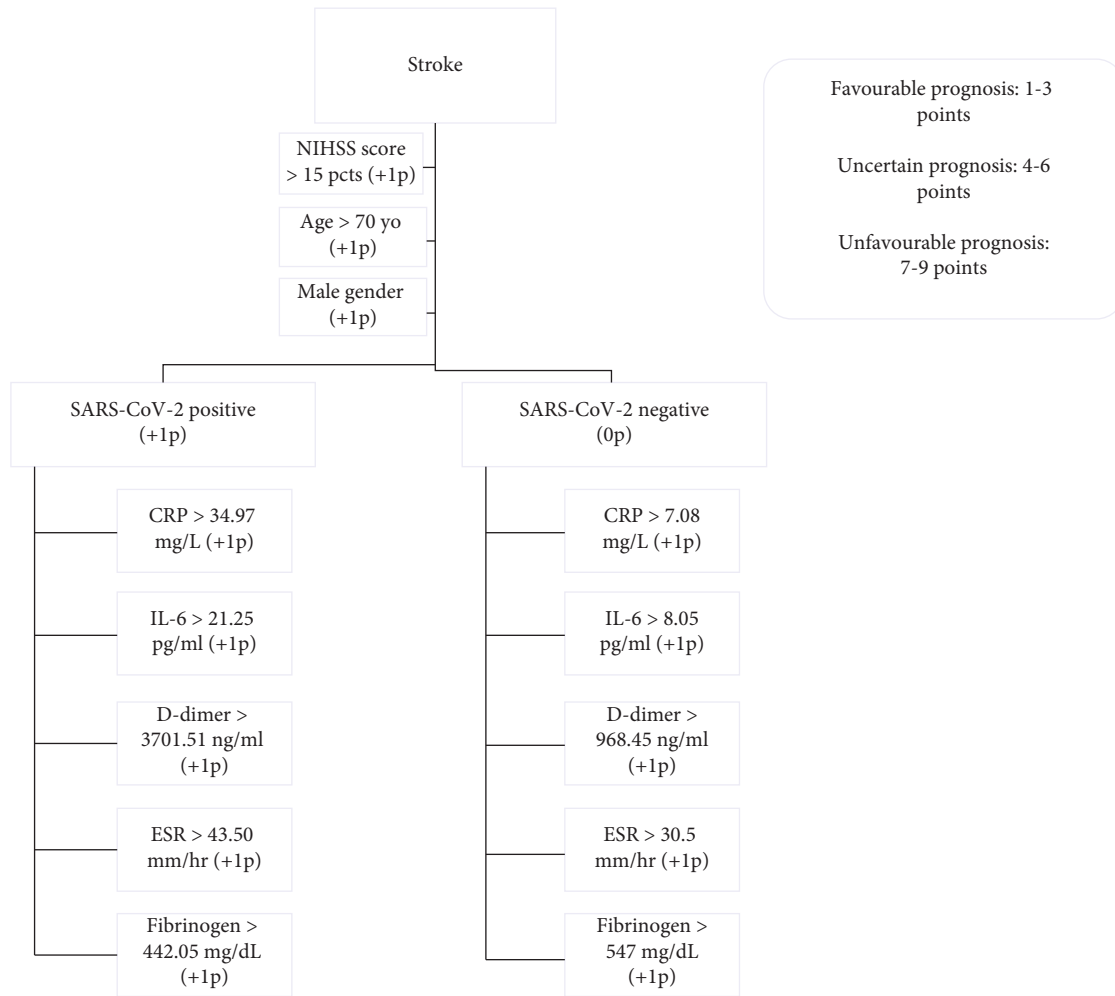 Stroke
NIHSS score
> 15 pcts (+1p)
Age > 70 yo
(+1p)
Male gender
(+1p)
Favourable prognosis: 1-3
points
Uncertain prognosis: 4-6
points
Unfavourable prognosis:
7-9 points
SARS-CoV-2 positive
(+1p)
CRP > 34.97
mg/L (+1p)
IL-6 > 21.25
pg/ml (+1p)
D-dimer >
3701.51 ng/ml
(+1p)
ESR > 43.50
mm/hr (+1p)
Fibrinogen >
442.05 mg/dL
(+1p)
SARS-CoV-2 negative
(0p)
CRP > 7.08
mg/L (+1p)
IL-6 > 8.05
pg/ml (+1p)
D-dimer >
968.45 ng/ml
(+1p)
ESR > 30.5
mm/hr (+1p)
Fibrinogen >
547 mg/dL
(+1p)